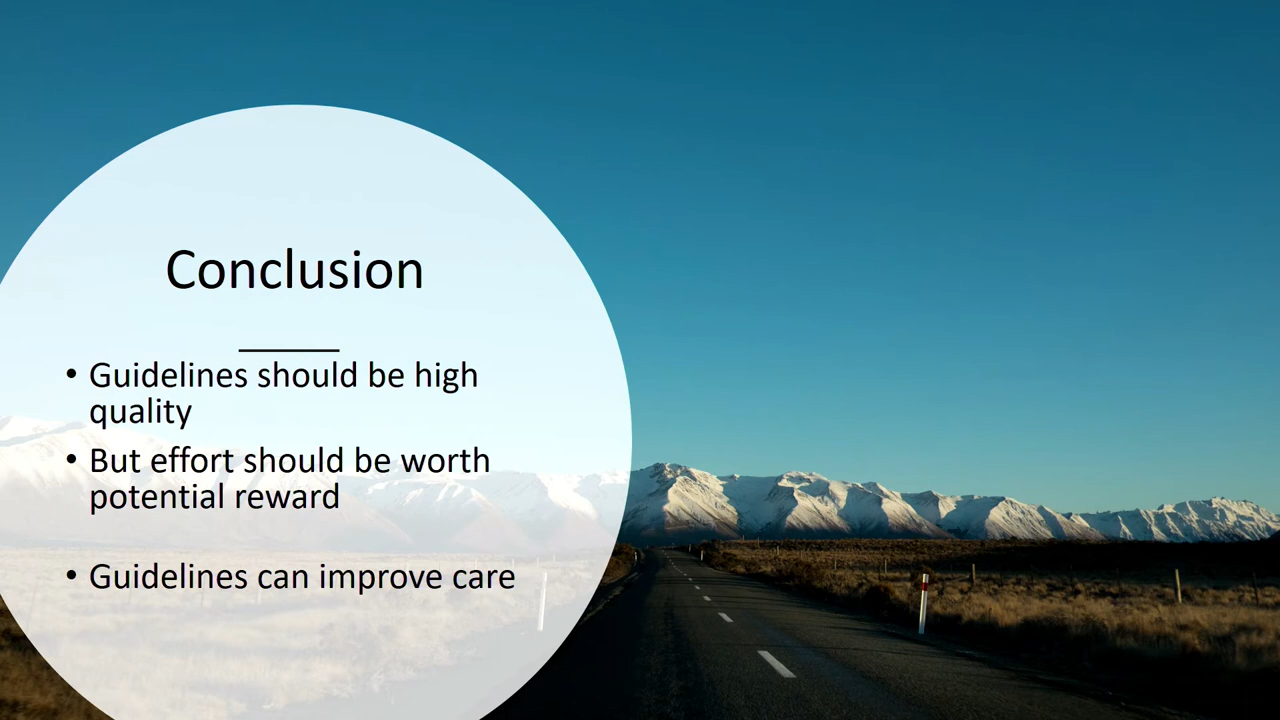 Conclusion
• Guidelines should be high
quality
• But effort should be worth
potential reward
• Guidelines can improve care